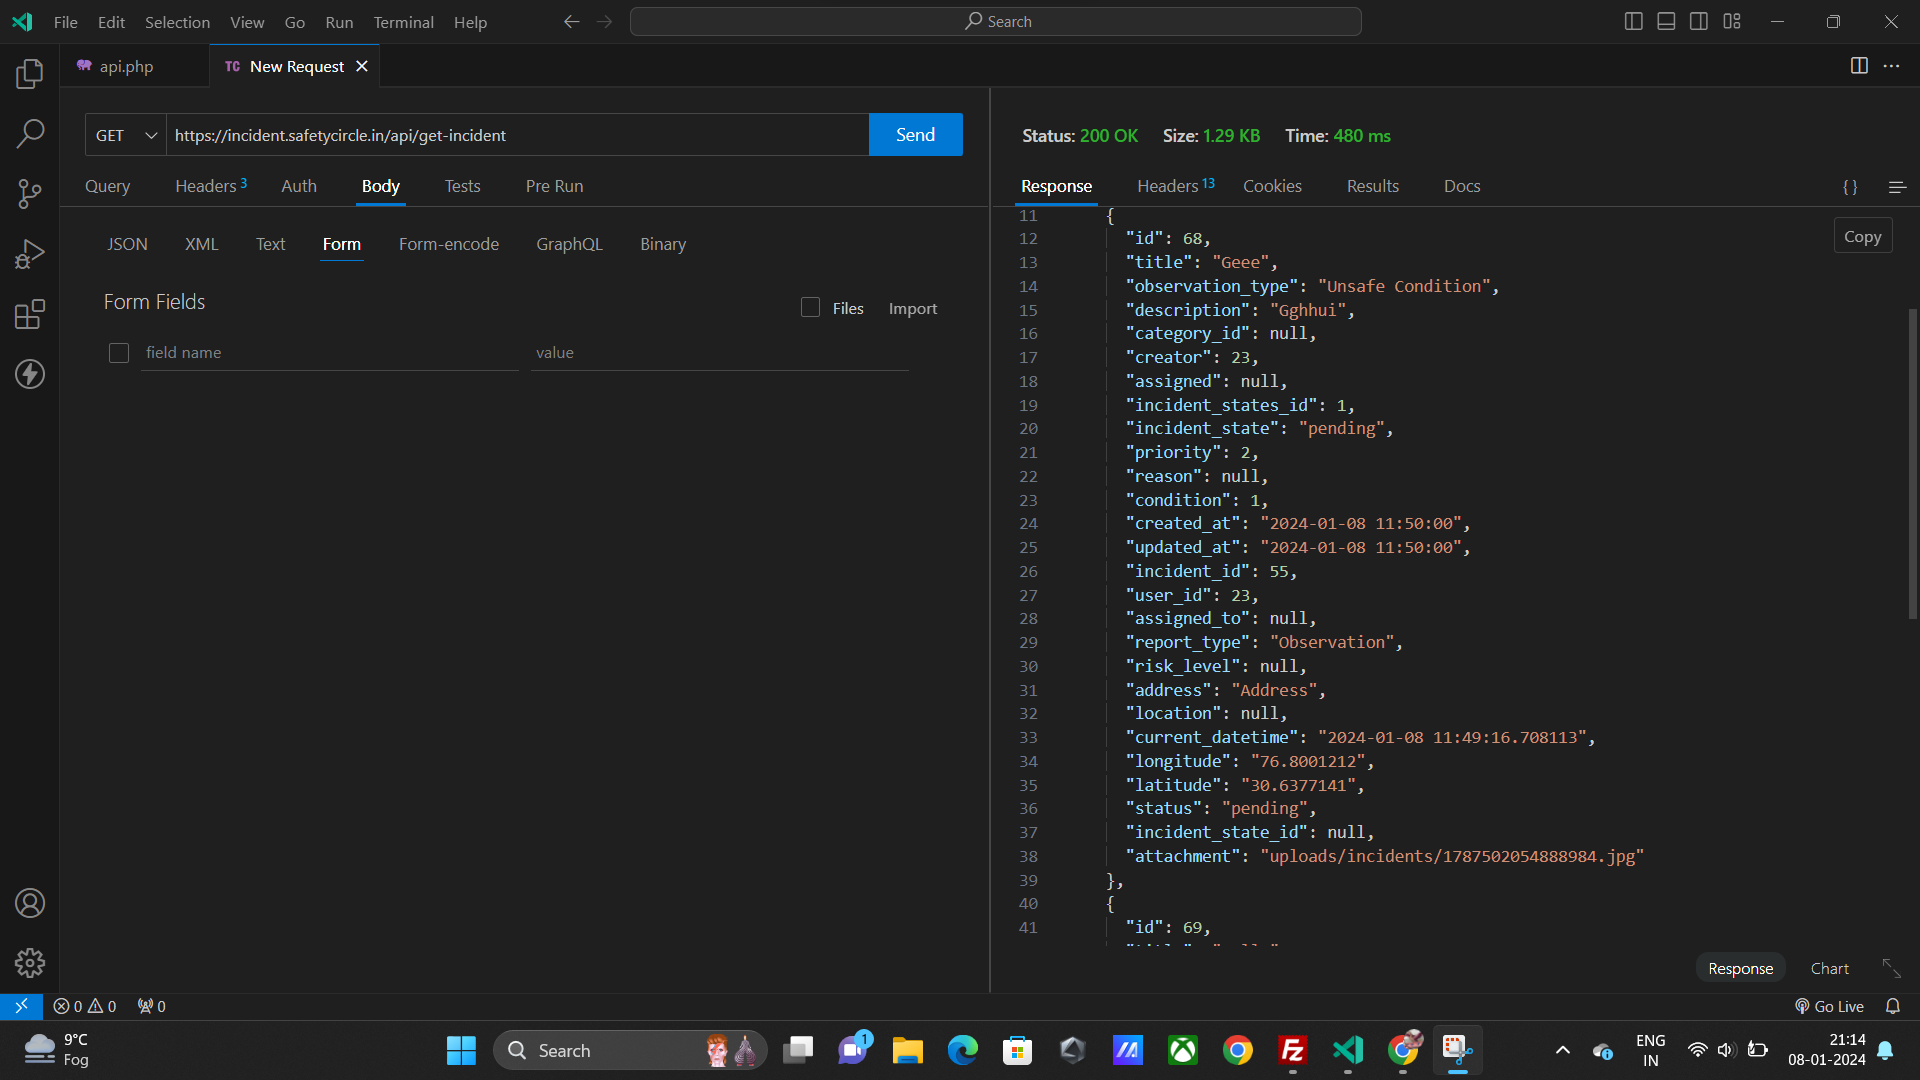 File Edit Selection View Go Run Terminal Help
Search
api.php
TC New Request
GET https://incident.safetycircle.in/api/get-incident Send
Query Headers 3 Auth Body Tests Pre Run
JSON XML Text Form Form-encode GraphQL Binary
Form Fields
Files Import
field name value
Status: 200 OK Size: 1.29 KB Time: 480 ms
Response Headers 13 Cookies Results Docs {}
Copy
11 {
12 "id": 68,
13 "title": "Geee",
14 "observation_type": "Unsafe Condition",
15 "description": "Gghhui",
16 "category_id": null,
17 "creator": 23,
18 "assigned": null,
19 "incident_states_id": 1,
20 "incident_state": "pending",
21 "priority": 2,
22 "reason": null,
23 "condition": 1,
24 "created_at": "2024-01-08 11:50:00",
25 "updated_at": "2024-01-08 11:50:00",
26 "incident_id": 55,
27 "user_id": 23,
28 "assigned_to": null,
29 "report_type": "Observation",
30 "risk_level": null,
31 "address": "Address",
32 "location": null,
33 "current_datetime": "2024-01-08 11:49:16.708113",
34 "longitude": "76.8001212",
35 "latitude": "30.6377141",
36 "status": "pending",
37 "incident_state_id": null,
38 "attachment": "uploads/incidents/1787502054888984.jpg"
39 },
40 {
41 "id": 69,
Response Chart
0 0 0
Go Live
9°C
Fog
Search
1
Fz
ENG
IN
21:14
08-01-2024